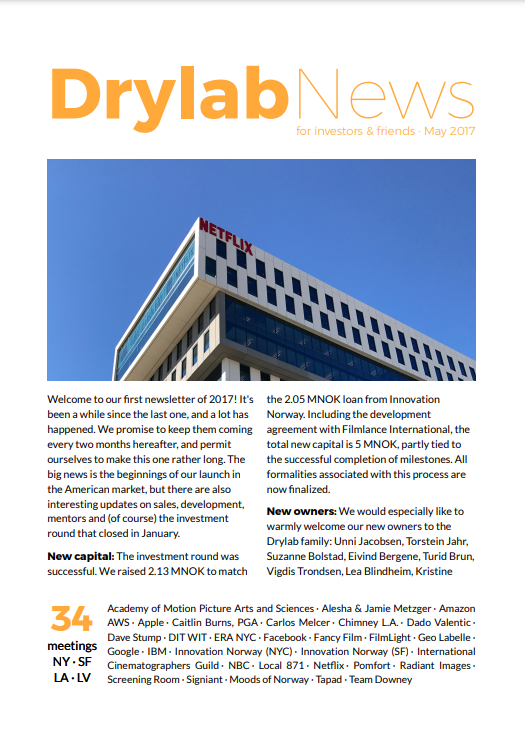 DrylabNews
for investors & friends · May 2017
NETFLIX
Welcome to our first newsletter of 2017! It's
been a while since the last one, and a lot has
happened. We promise to keep them coming
every two months hereafter, and permit
ourselves to make this one rather long. The
big news is the beginnings of our launch in
the American market, but there are also
interesting updates on sales, development,
mentors and (of course) the investment
round that closed in January.
New capital: The investment round was
successful. We raised 2.13 MNOK to match
the 2.05 MNOK loan from Innovation
Norway. Including the development
agreement with Filmlance International, the
total new capital is 5 MNOK, partly tied to
the successful completion of milestones. All
formalities associated with this process are
now finalized.
New owners: We would especially like to
warmly welcome our new owners to the
Drylab family: Unni Jacobsen, Torstein Jahr,
Suzanne Bolstad, Eivind Bergene, Turid Brun,
Vigdis Trondsen, Lea Blindheim, Kristine
34
meetings
NY · SF
LA · LV
Academy of Motion Picture Arts and Sciences · Alesha & Jamie Metzger · Amazon
AWS · Apple · Caitlin Burns, PGA · Carlos Melcer · Chimney L.A. · Dado Valentic ·
Dave Stump · DIT WIT · ERA NYC · Facebook · Fancy Film · FilmLight · Geo Labelle ·
Google · IBM · Innovation Norway (NYC) · Innovation Norway (SF) · International
Cinematographers Guild · NBC · Local 871 · Netflix · Pomfort · Radiant Images ·
Screening Room · Signiant · Moods of Norway · Tapad · Team Downey